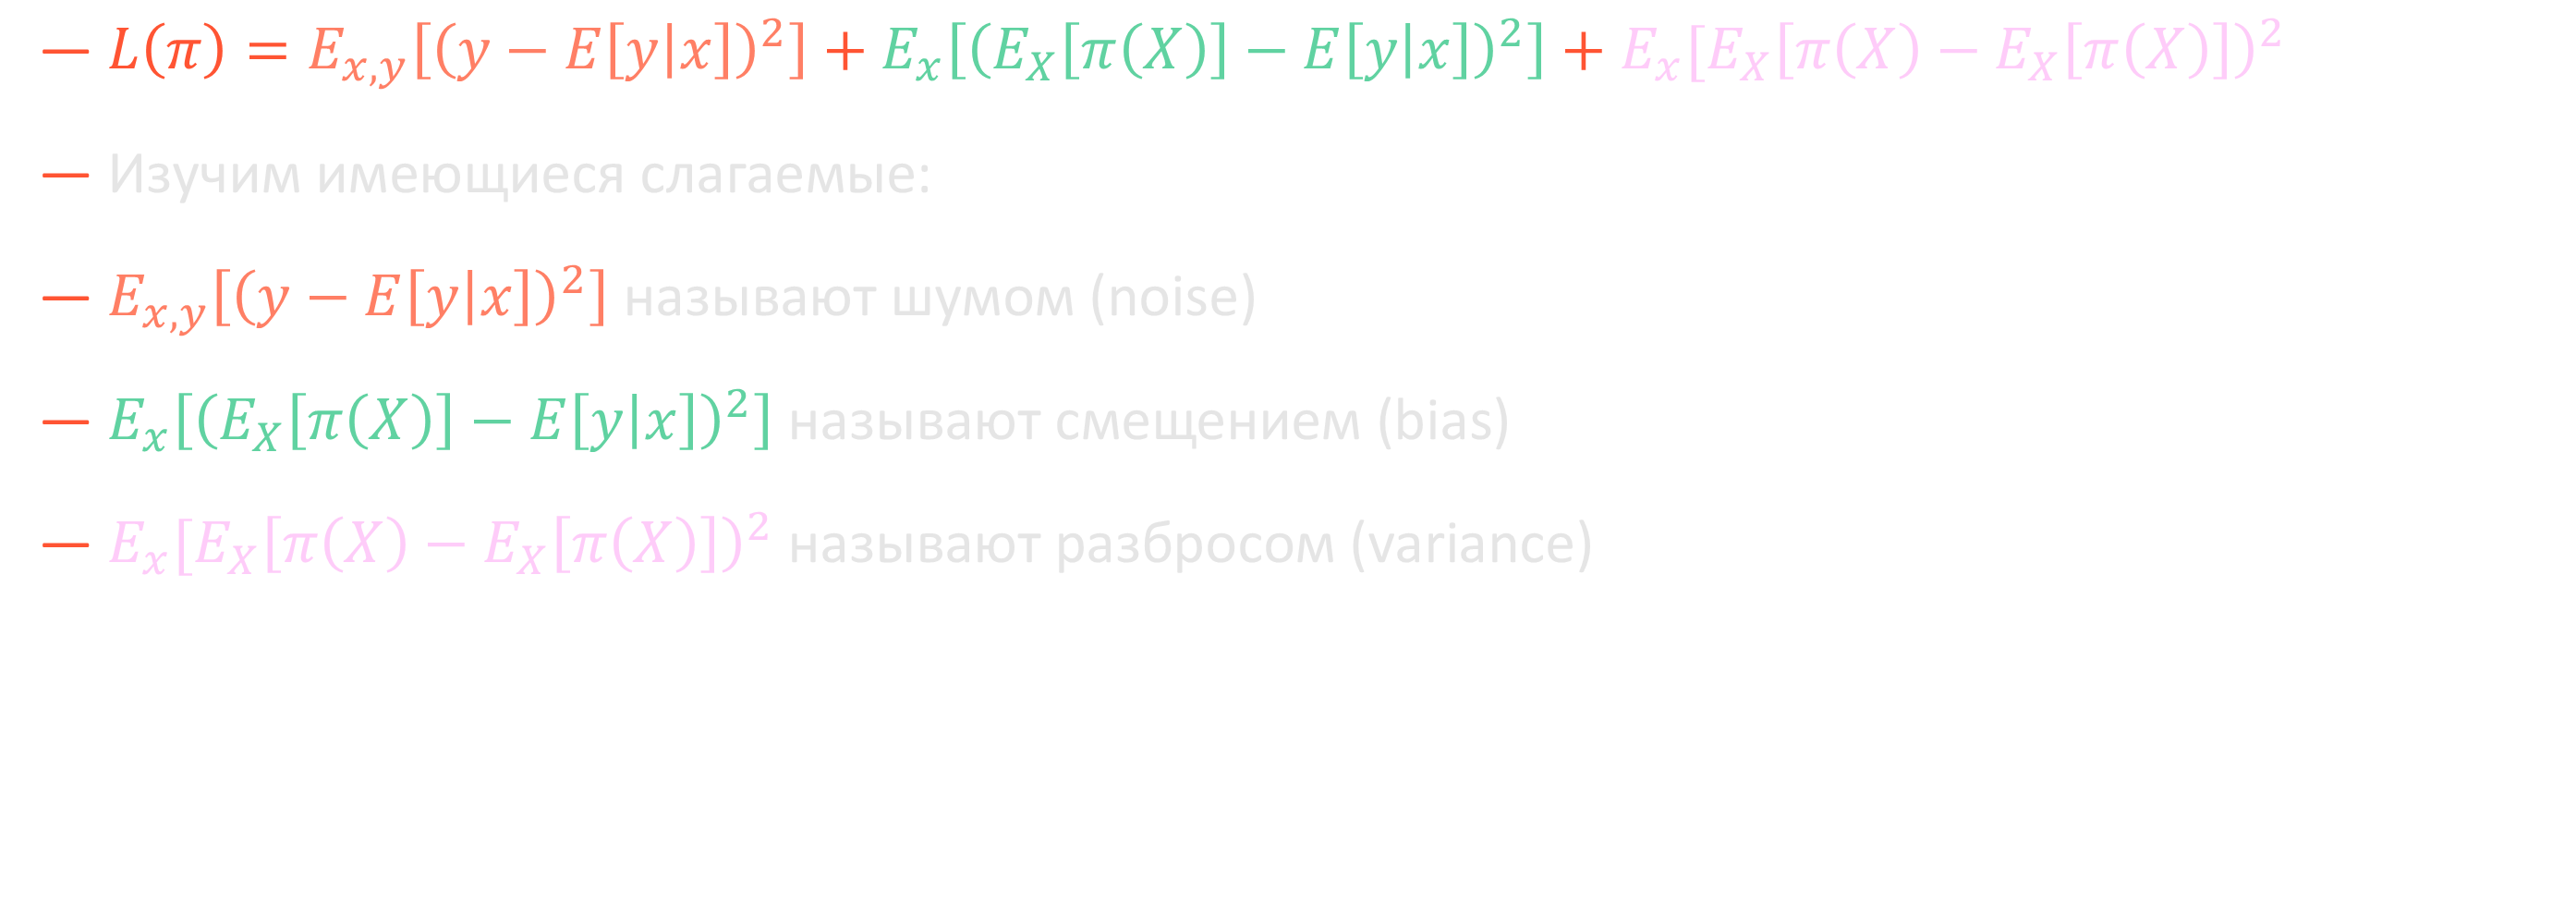 — L(π) = E_{x,y}[(y − E[y|x])²] + E_x[(E_X[π(X)] − E[y|x])²] + E_x[E_X[π(X) − E_X[π(X)])²
— Изучим имеющиеся слагаемые:
— E_{x,y}[(y − E[y|x])²] называют шумом (noise)
— E_x[(E_X[π(X)] − E[y|x])²] называют смещением (bias)
— E_x[E_X[π(X) − E_X[π(X)])² называют разбросом (variance)